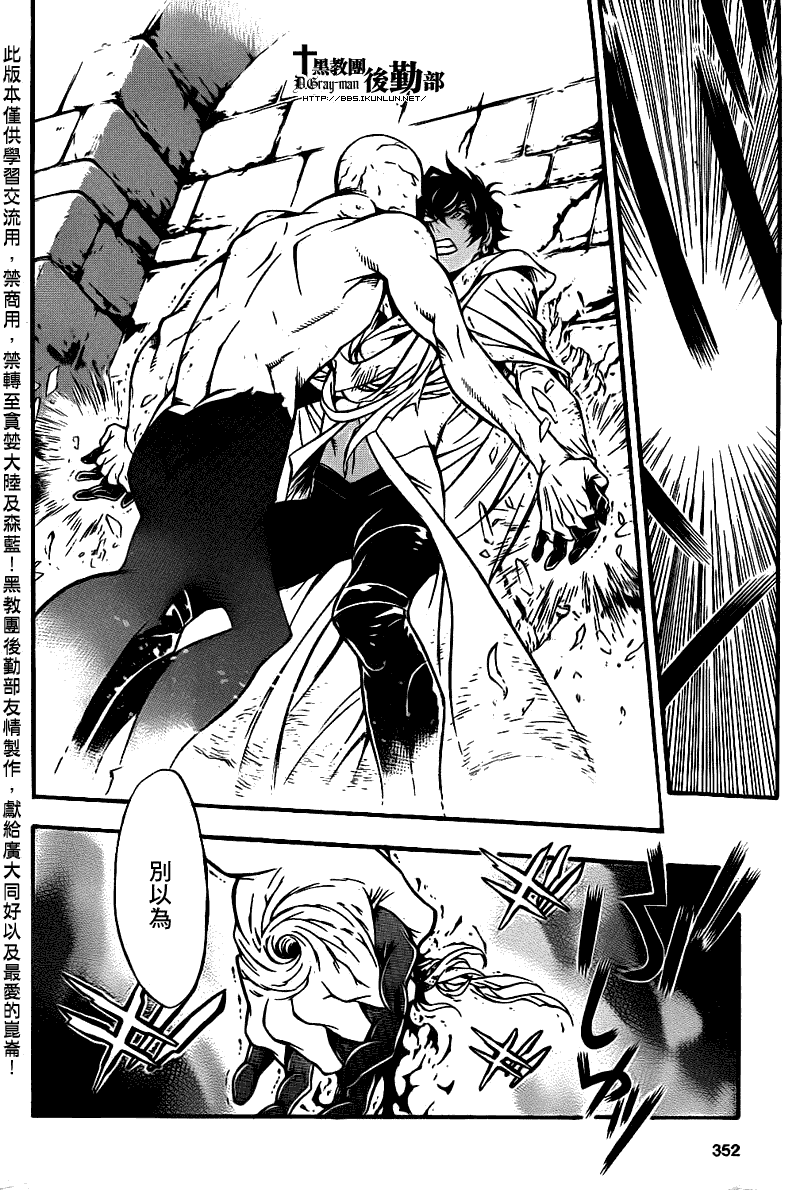 黑教團
D.Gray-man 後勤部
HTTP://BBS.IKUNLUN.NET/
此版本僅供學習交流用，禁商用，禁轉至貪婪大陸及森藍！黑教團後勤部友情製作，獻給廣大同好以及最愛的崑崙！
別以為
352